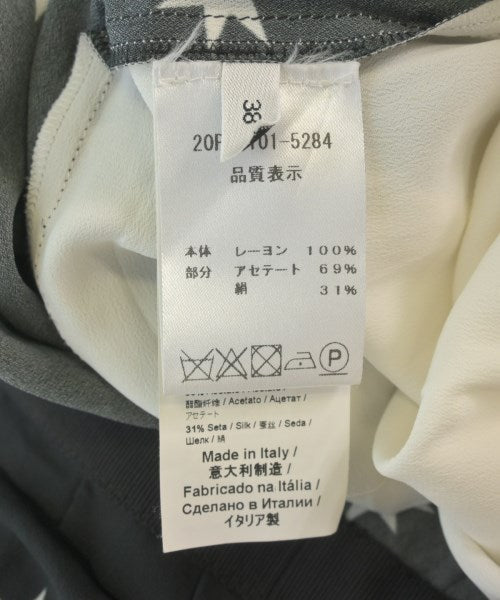 38
20F 101-5284
品質表示
本体 レーヨン 100%
部分 アセテート 69%
絹 31%
P
醋酯纤维 / Acetato / Ацетат /
アセテート
31% Seta / Silk / 蚕丝 / Seda /
Шелк / 絹
Made in Italy /
意大利制造 /
Fabricado na Itália /
Сделано в Италии /
イタリア製